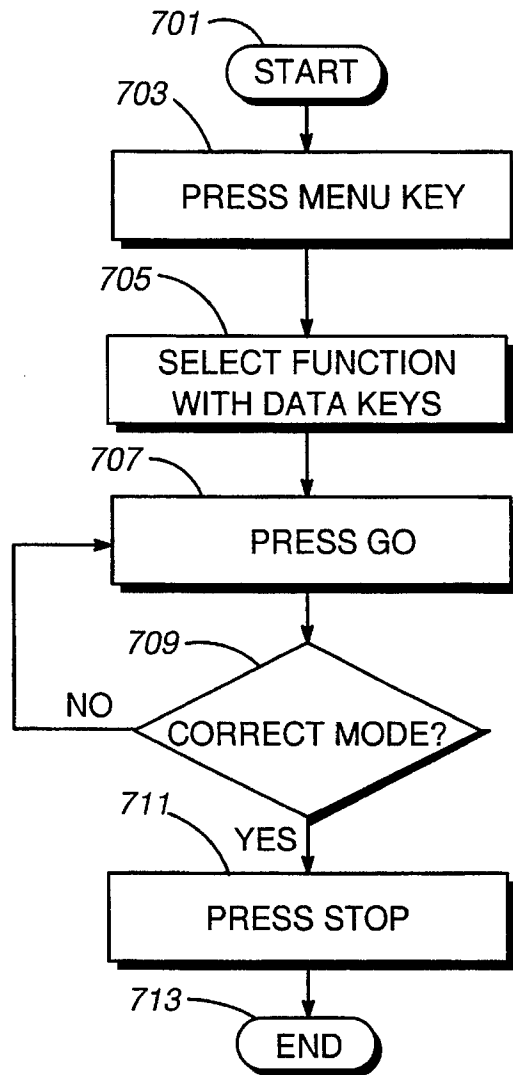 701
START
703
PRESS MENU KEY
705
SELECT FUNCTION
WITH DATA KEYS
707
PRESS GO
709
NO
CORRECT MODE?
711
YES
PRESS STOP
713
END